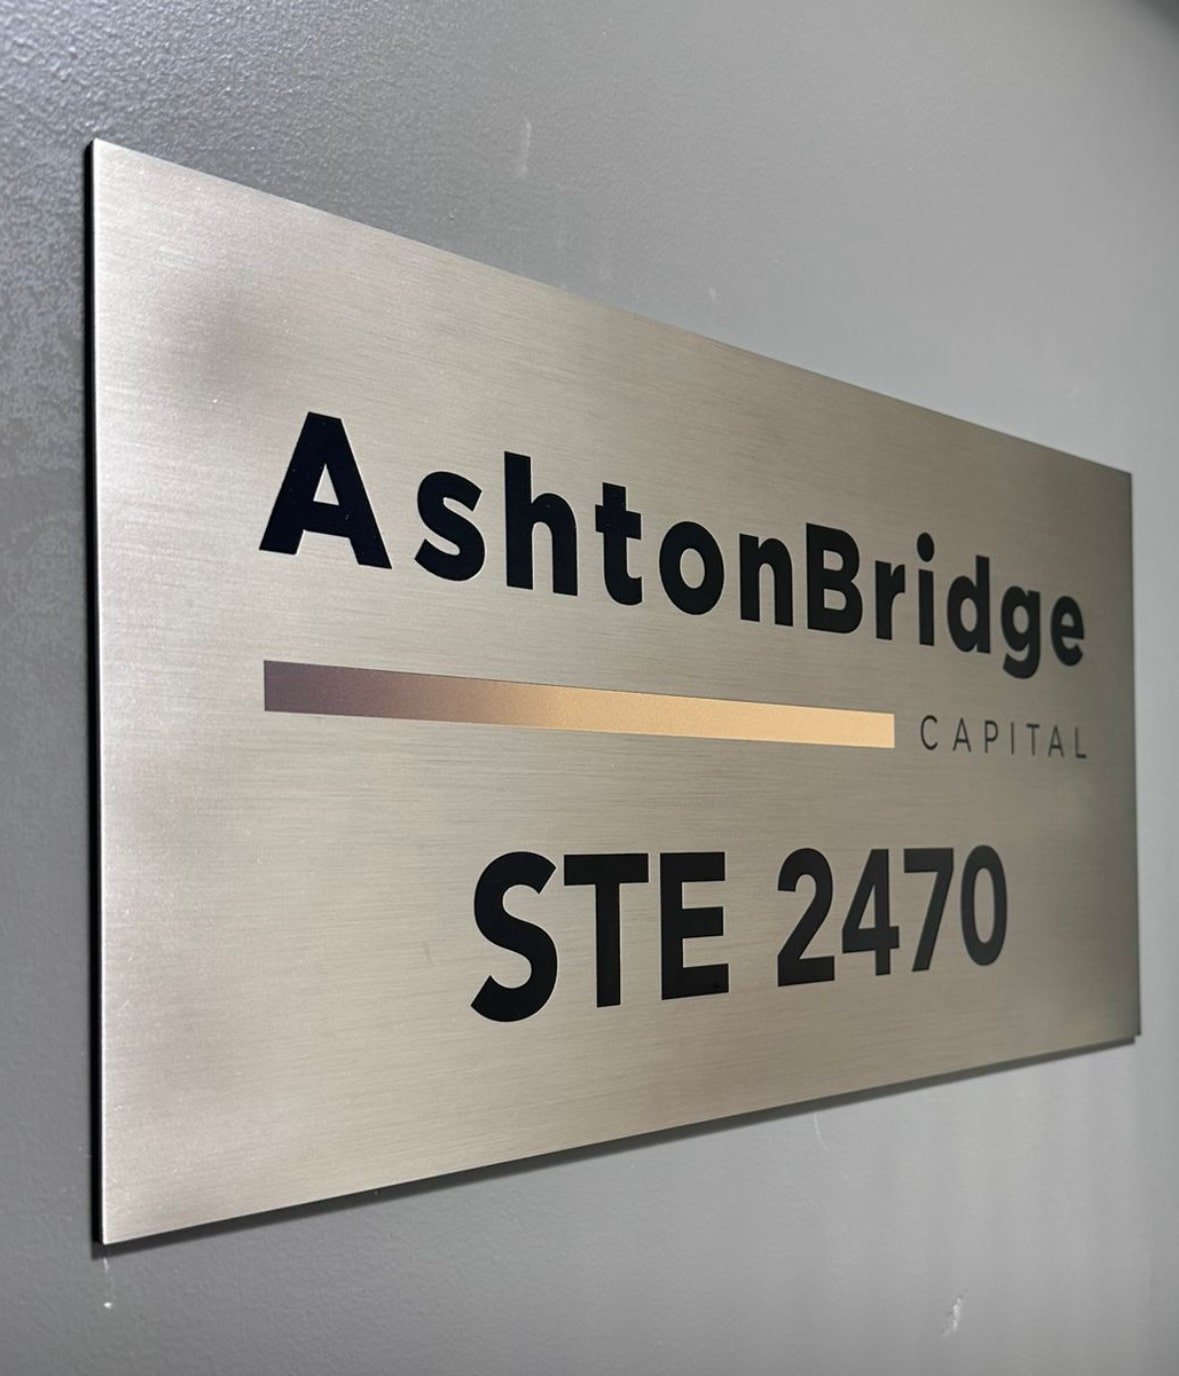 AshtonBridge
CAPITAL
STE 2470